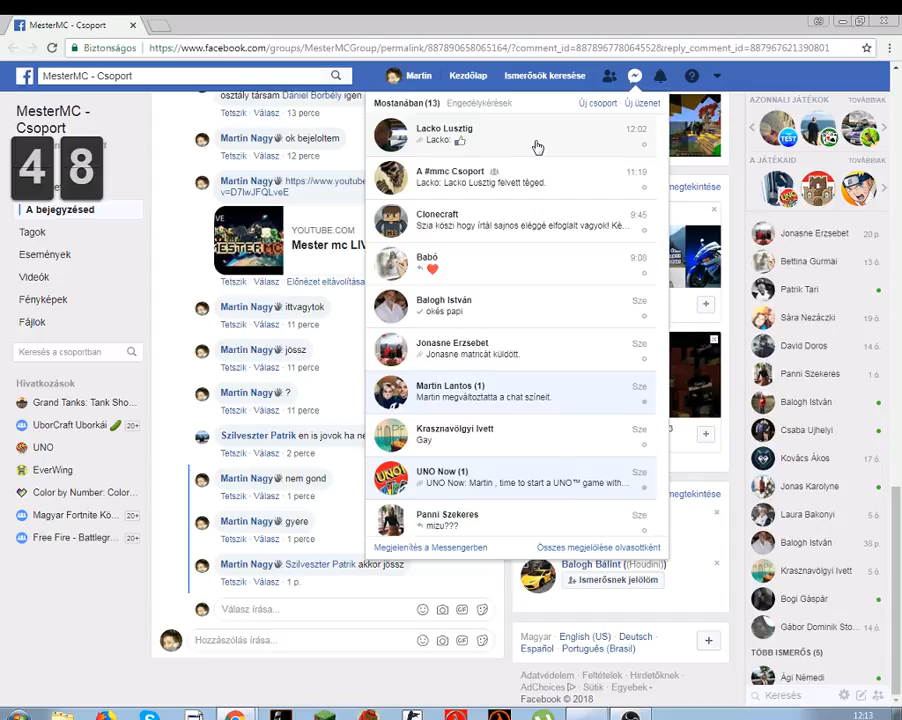 MesterMC - Csoport
Biztonságos
https://www.facebook.com/groups/MesterMCGroup/permalink/887890658065164/?comment_id=887896778064552&reply_comment_id=887967621390801
MesterMC - Csoport
Martin
Kezdőlap
Ismerősök keresése
MesterMC -
Csoport
48
A bejegyzésed
Tagok
Események
Videók
Fényképek
Fájlok
Keresés a csoportban
Hivatkozások
Grand Tanks: Tank Sho...
UborCraft Uborkái 20+
UNO
EverWing
Color by Number: Color...
Magyar Fortnite Kö... 20+
Free Fire - Battlegr...
osztály társam Dániel Borbély igen
Tetszik · Válasz · 13 perce
Martin Nagy ok bejeloltem
Tetszik · Válasz · 12 perce
Martin Nagy https://www.youtube
v=D7IwJFQLveE
YOUTUBE.COM
Mester mc LIV
Tetszik · Válasz · Előnézet eltávolítása
Martin Nagy ittvagytok
Tetszik · Válasz · 11 perce
Martin Nagy jössz
Tetszik · Válasz · 11 perce
Martin Nagy ?
Tetszik · Válasz · 11 perce
Szilveszter Patrik en is jovok ha ne
Tetszik · Válasz · 2 perce
Martin Nagy nem gond
Tetszik · Válasz · 1 perce
Martin Nagy gyere
Tetszik · Válasz · 1 perce
Martin Nagy Szilveszter Patrik akkor jössz
Tetszik · Válasz · 1 p.
Válasz írása...
Hozzászólás írása...
Mostanában (13)
Engedélykérések
Új csoport
Új üzenet
Lacko Lusztig 12:02
Lacko:
A #mmc Csoport 11:19
Lacko: Lacko Lusztig felvett téged.
Clonecraft 9:45
Szia köszi hogy írtál sajnos eléggé elfoglalt vagyok! Ké...
Babó 9:08
Balogh István Sze
okés papi
Jonasne Erzsebet Sze
Jonasne matricát küldött.
Martin Lantos (1) Sze
Martin megváltoztatta a chat színeit.
Krasznavölgyi Ivett Sze
Gay
UNO Now (1) Sze
UNO Now: Martin , time to start a UNO™ game with...
Panni Szekeres Sze
mizu???
Megjelenítés a Messengerben
Összes megjelölése olvasottként
megtekintése
megtekintése
Balogh Bálint ((Houdini)
Ismerősnek jelölöm
Magyar · English (US) · Deutsch ·
Español · Português (Brasil)
Adatvédelem · Feltételek · Hirdetőknek ·
AdChoices · Sütik · Egyebek
Facebook © 2018
AZONNALI JÁTÉKOK
TOVÁBBIAK
A JÁTÉKAID
TOVÁBBIAK
Jonasne Erzsebet 20 p.
Bettina Gurmai 13 ó.
Patrik Tari
Sára Nezáczki 19 ó.
David Doros 14 ó.
Panni Szekeres 1 ó.
Balogh István
Csaba Ujhelyi
Kovács Ákos 17 ó.
Jonas Karolyne 14 ó.
Laura Bakonyi 5 ó.
Balogh István 38 p.
Krasznavölgyi Ivett 5 ó.
Bogi Gáspár
Gábor Dominik Sto... 14 ó.
TÖBB ISMERŐS (5)
Ági Némedi
Keresés
12:13